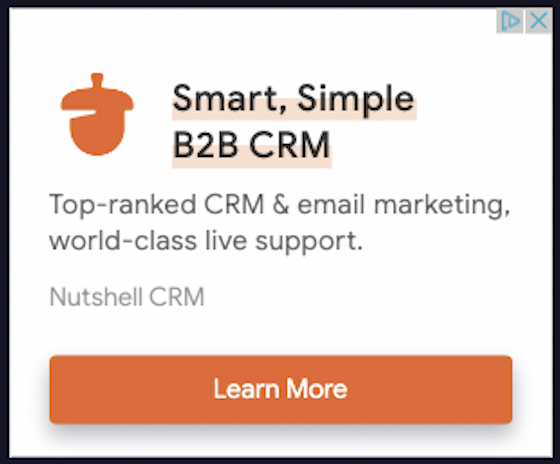 Smart, Simple
B2B CRM
Top-ranked CRM & email marketing,
world-class live support.
Nutshell CRM
Learn More